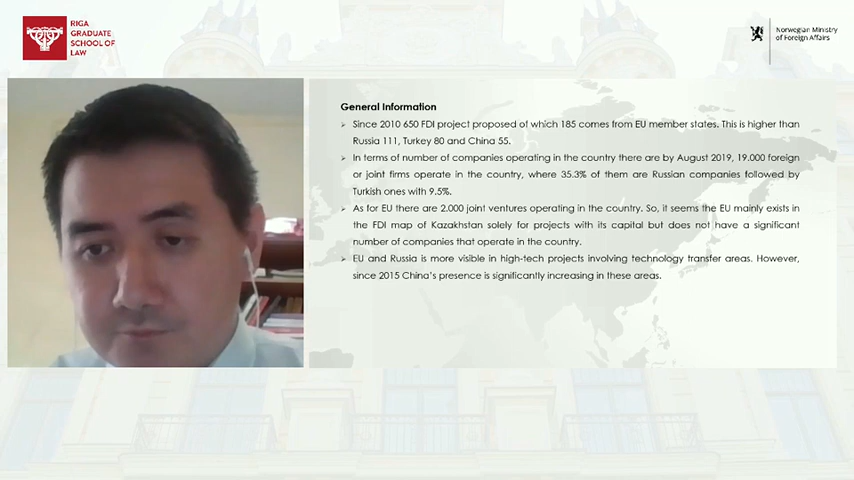 RIGA
GRADUATE
SCHOOL OF
LAW
Norwegian Ministry
of Foreign Affairs
General Information
➢ Since 2010 650 FDI project proposed of which 185 comes from EU member states. This is higher than
Russia 111, Turkey 80 and China 55.
➢ In terms of number of companies operating in the country there are by August 2019, 19.000 foreign
or joint firms operate in the country, where 35.3% of them are Russian companies followed by
Turkish ones with 9.5%.
➢ As for EU there are 2.000 joint ventures operating in the country. So, it seems the EU mainly exists in
the FDI map of Kazakhstan solely for projects with its capital but does not have a significant
number of companies that operate in the country.
➢ EU and Russia is more visible in high-tech projects involving technology transfer areas. However,
since 2015 China's presence is significantly increasing in these areas.